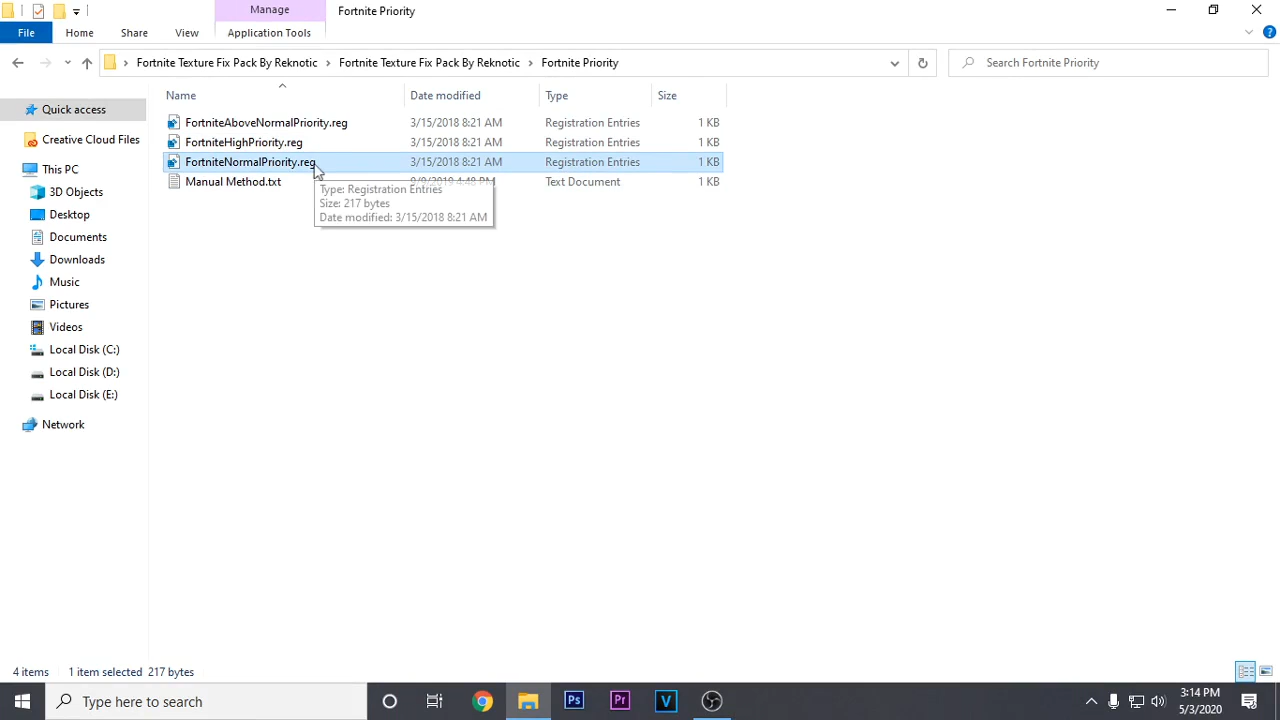 Manage
Fortnite Priority
File
Home
Share
View
Application Tools
Fortnite Texture Fix Pack By Reknotic
Fortnite Texture Fix Pack By Reknotic
Fortnite Priority
Search Fortnite Priority
Name
Date modified
Type
Size
Quick access
Creative Cloud Files
This PC
3D Objects
Desktop
Documents
Downloads
Music
Pictures
Videos
Local Disk (C:)
Local Disk (D:)
Local Disk (E:)
Network
FortniteAboveNormalPriority.reg 3/15/2018 8:21 AM Registration Entries 1 KB
FortniteHighPriority.reg 3/15/2018 8:21 AM Registration Entries 1 KB
FortniteNormalPriority.reg 3/15/2018 8:21 AM Registration Entries 1 KB
Manual Method.txt 4:48 PM Text Document 1 KB
Type: Registration Entries
Size: 217 bytes
Date modified: 3/15/2018 8:21 AM
4 items 1 item selected 217 bytes
Type here to search
Ps
Pr
V
3:14 PM
5/3/2020